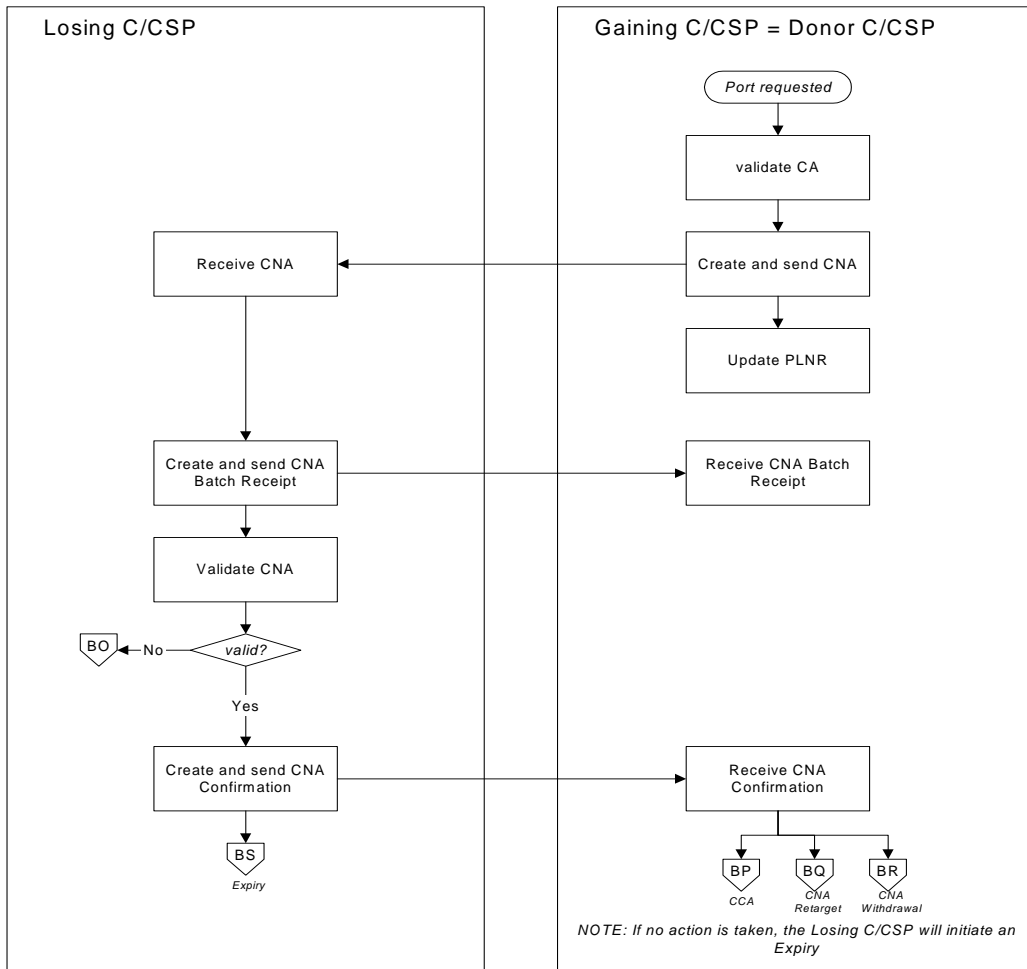 Losing C/CSP
Gaining C/CSP = Donor C/CSP
Port requested
validate CA
Receive CNA
Create and send CNA
Update PLNR
Create and send CNA
Batch Receipt
Receive CNA Batch
Receipt
Validate CNA
BO
No
valid?
Yes
Create and send CNA
Confirmation
Receive CNA
Confirmation
BS
Expiry
BP
CCA
BQ
CNA
Retarget
BR
CNA
Withdrawal
NOTE: If no action is taken, the Losing C/CSP will initiate an
Expiry